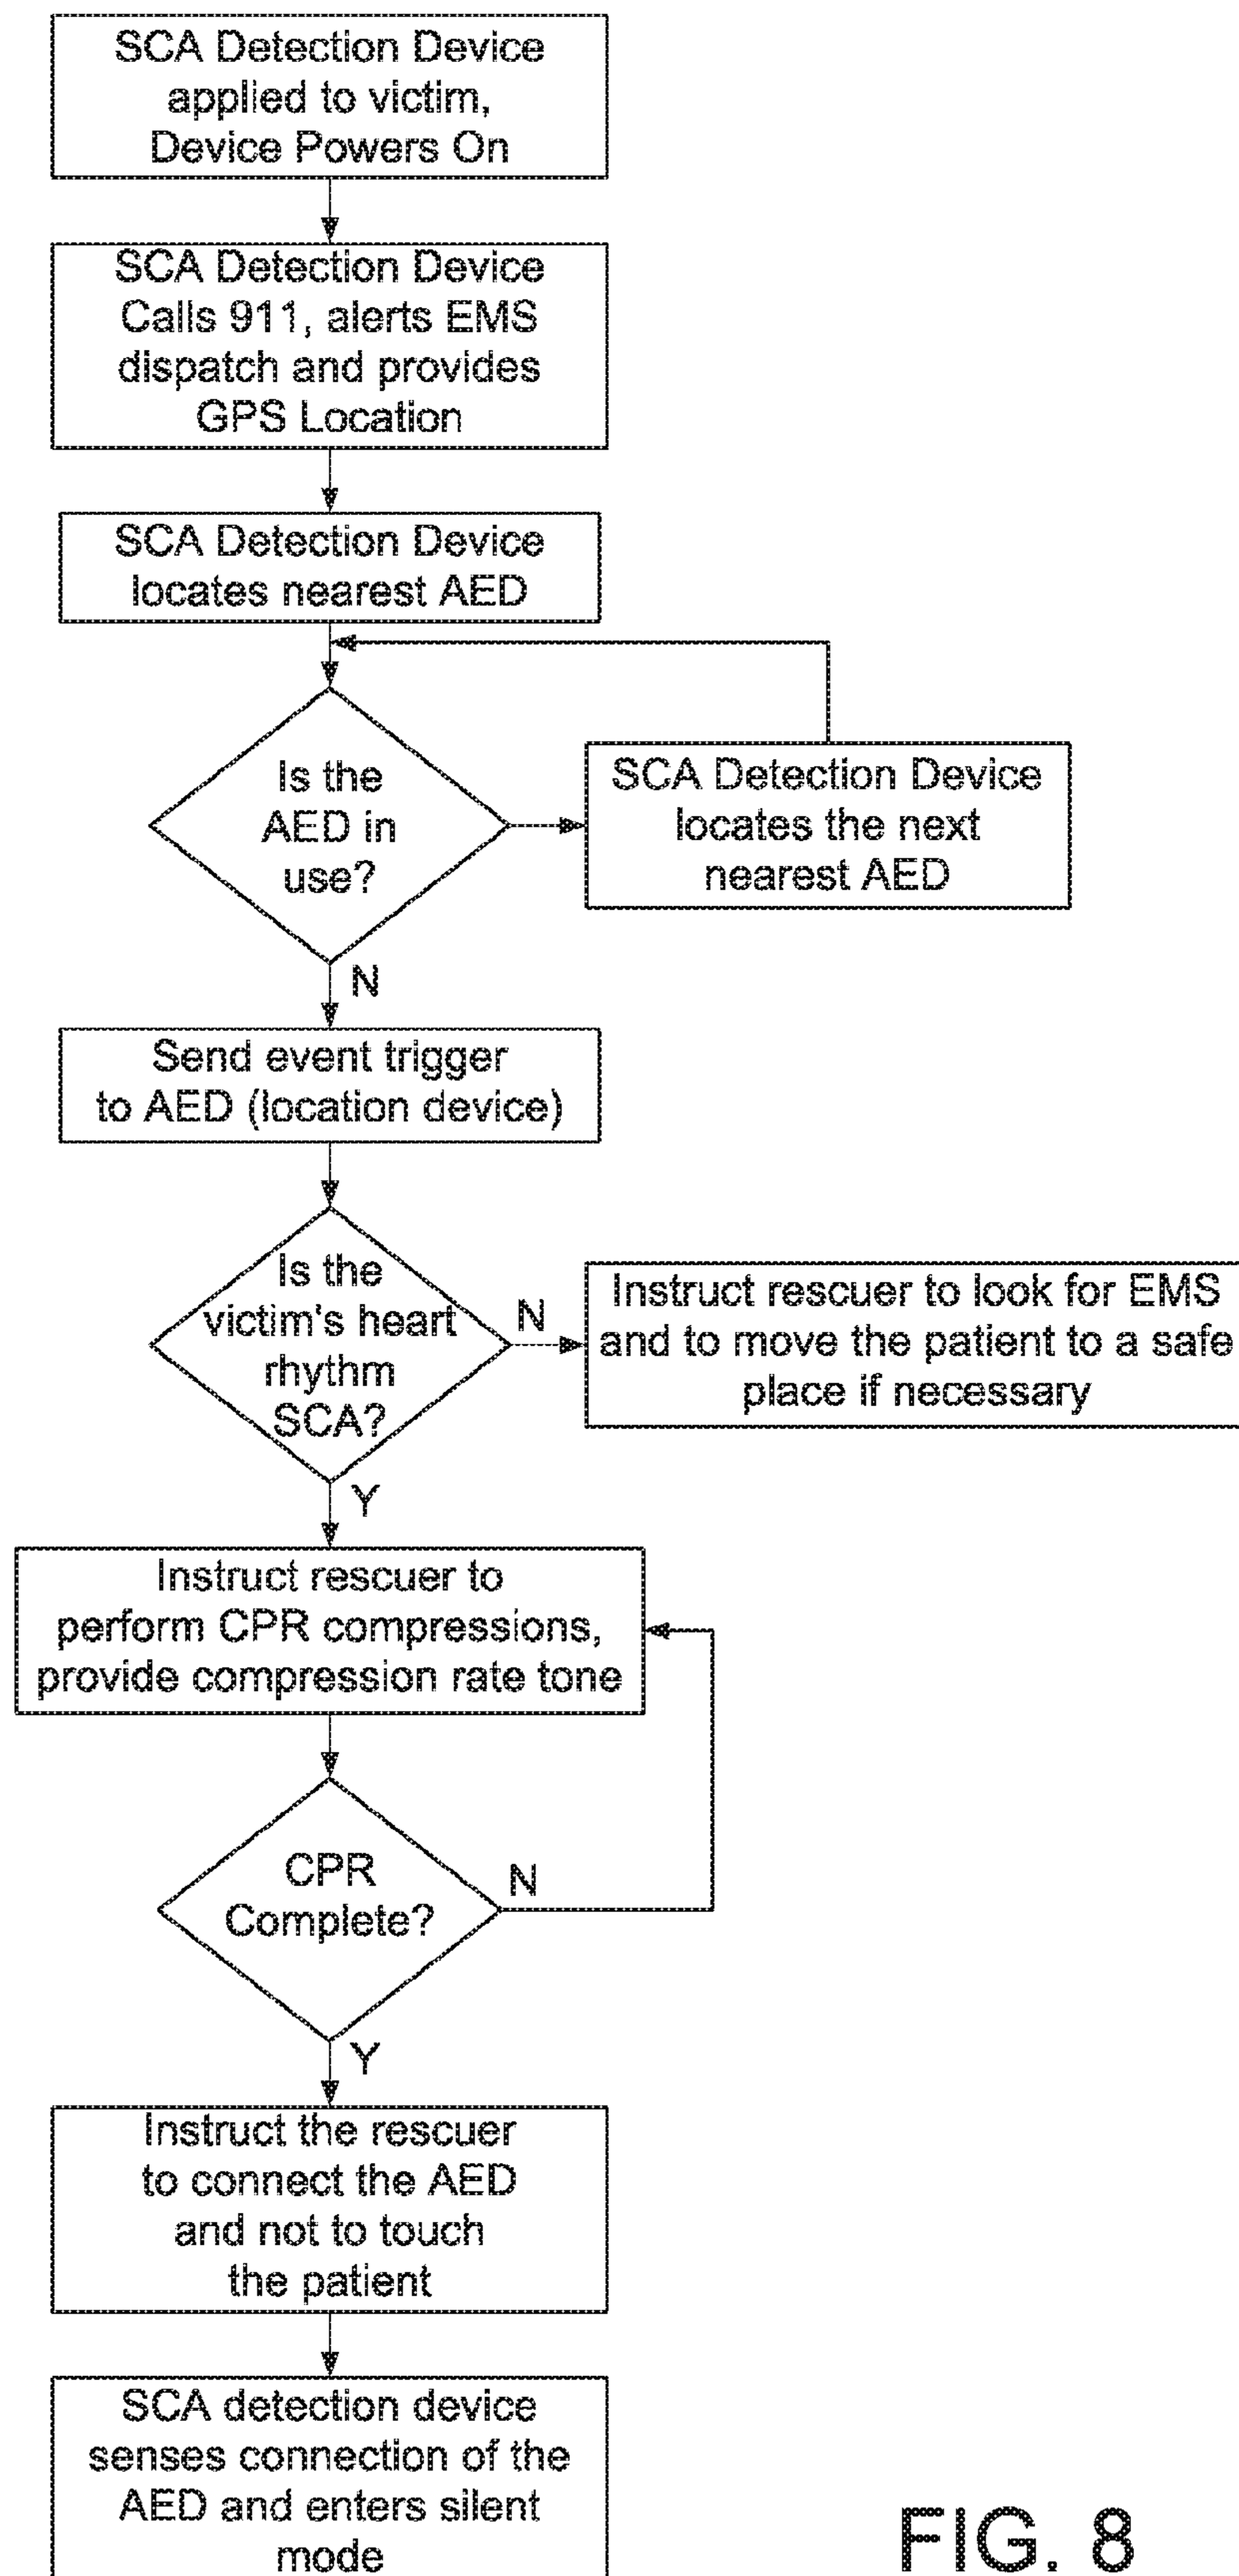 SCA Detection Device
applied to victim,
Device Powers On
SCA Detection Device
Calls 911, alerts EMS
dispatch and provides
GPS Location
SCA Detection Device
locates nearest AED
Is the
AED in
use?
SCA Detection Device
locates the next
nearest AED
N
Send event trigger
to AED (location device)
Is the
victim's heart
rhythm
SCA?
N
Instruct rescuer to look for EMS
and to move the patient to a safe
place if necessary
Y
Instruct rescuer to
perform CPR compressions,
provide compression rate tone
CPR
Complete?
N
Y
Instruct the rescuer
to connect the AED
and not to touch
the patient
SCA detection device
senses connection of the
AED and enters silent
mode
FIG. 8